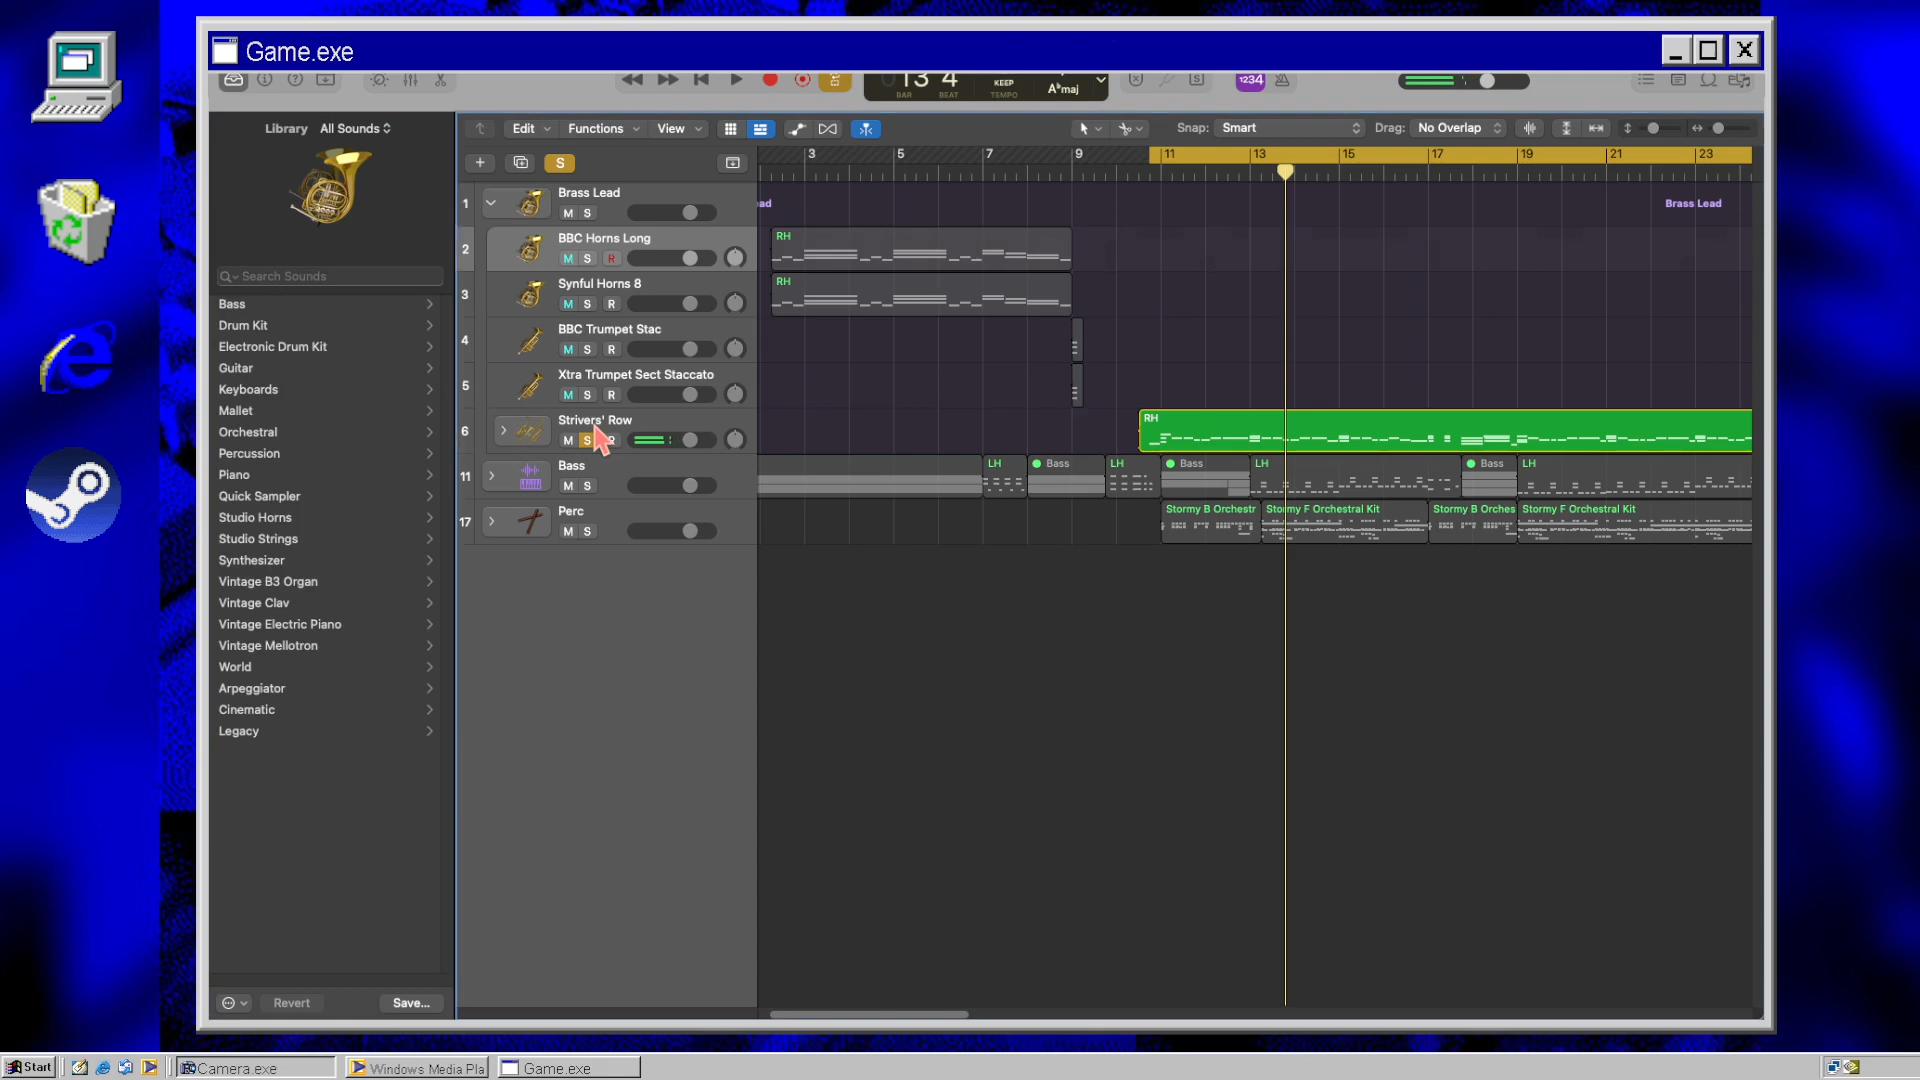 Game.exe
1234
13 4
BAR BEAT
KEEP
TEMPO
A♭maj
Library All Sounds
Edit Functions View
Snap: Smart Drag: No Overlap
S
3 5 7 9 11 13 15 17 19 21 23
Search Sounds
Bass
Drum Kit
Electronic Drum Kit
Guitar
Keyboards
Mallet
Orchestral
Percussion
Piano
Quick Sampler
Studio Horns
Studio Strings
Synthesizer
Vintage B3 Organ
Vintage Clav
Vintage Electric Piano
Vintage Mellotron
World
Arpeggiator
Cinematic
Legacy
Revert Save...
1 Brass Lead
M S
ead Brass Lead
2 BBC Horns Long
M S R
RH
3 Synful Horns 8
M S R
RH
4 BBC Trumpet Stac
M S R
5 Xtra Trumpet Sect Staccato
M S R
6 Strivers' Row
M S R
RH
11 Bass
M S
LH Bass LH Bass LH Bass LH
17 Perc
M S
Stormy B Orchestr Stormy F Orchestral Kit Stormy B Orches Stormy F Orchestral Kit
Start Camera.exe Windows Media Pla Game.exe